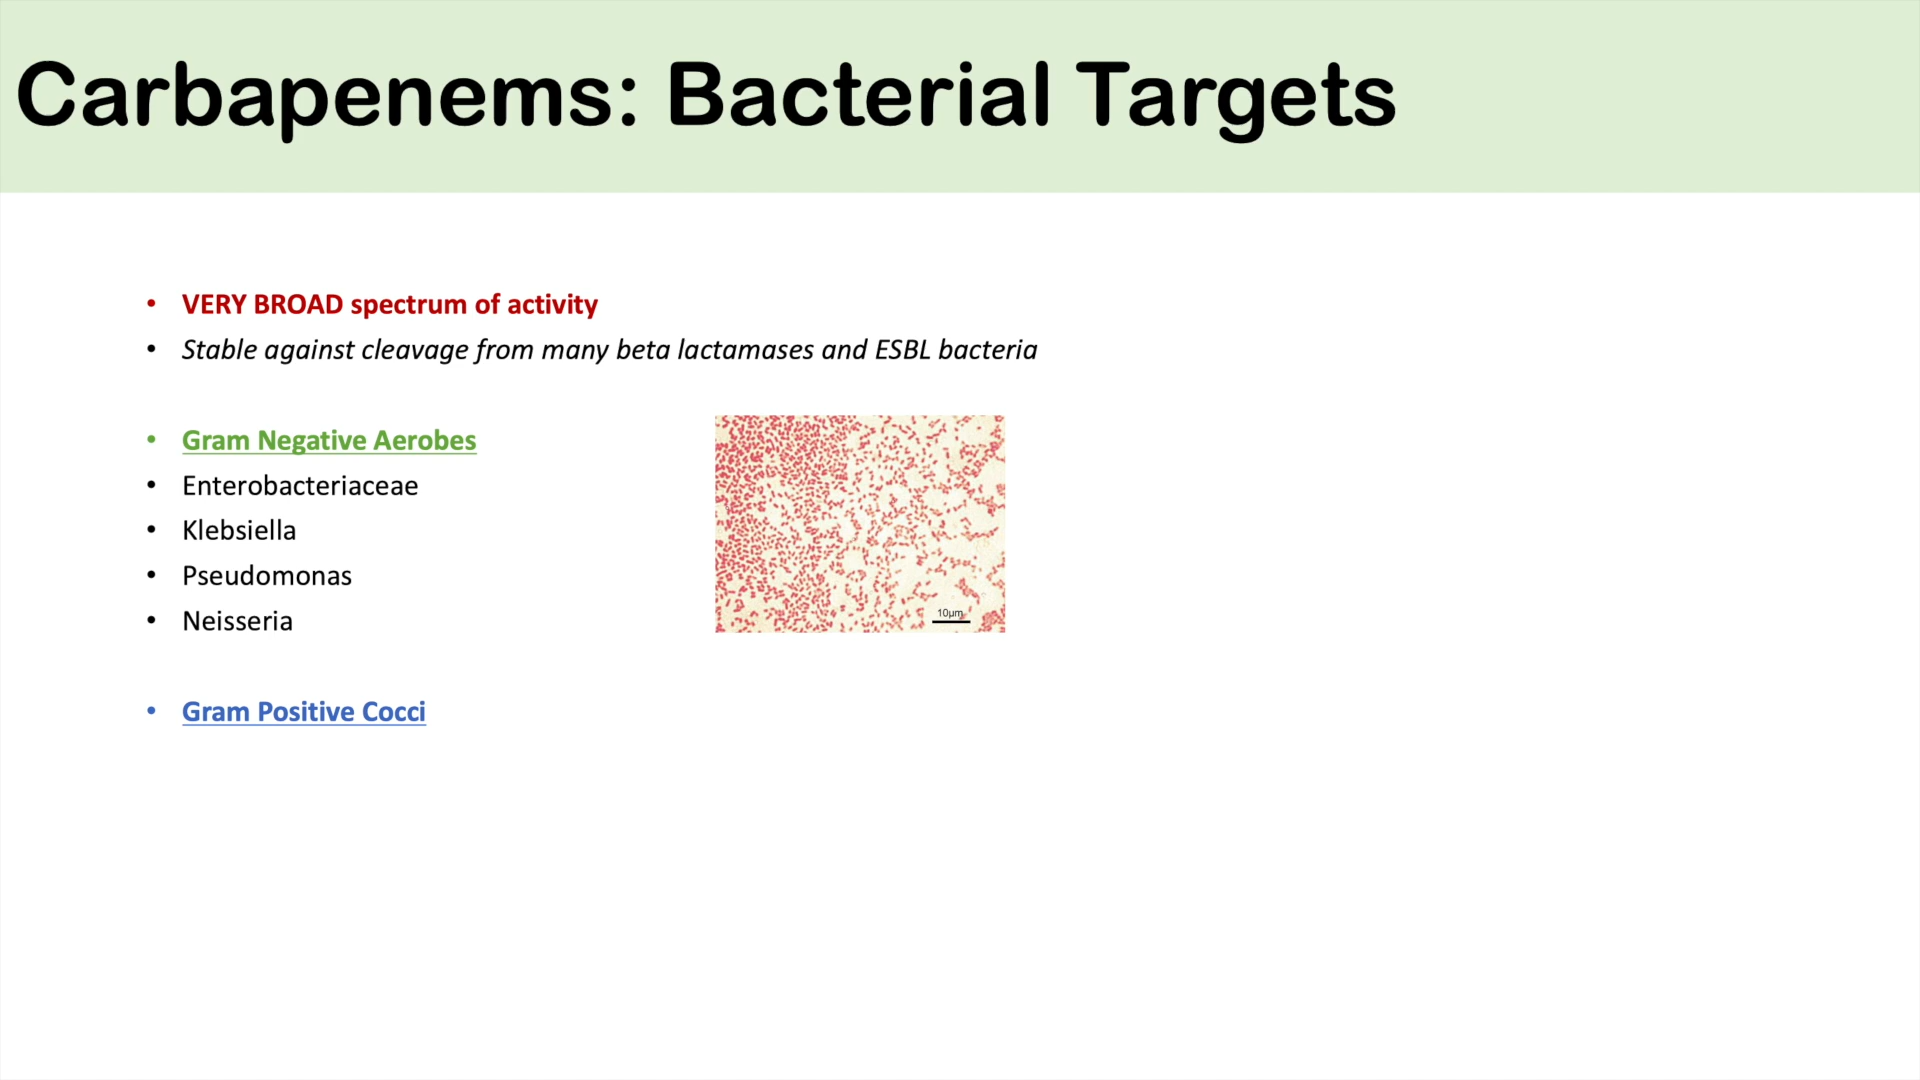 Carbapenems: Bacterial Targets
• VERY BROAD spectrum of activity
• Stable against cleavage from many beta lactamases and ESBL bacteria
• Gram Negative Aerobes
• Enterobacteriaceae
• Klebsiella
• Pseudomonas
• Neisseria
10µm
• Gram Positive Cocci